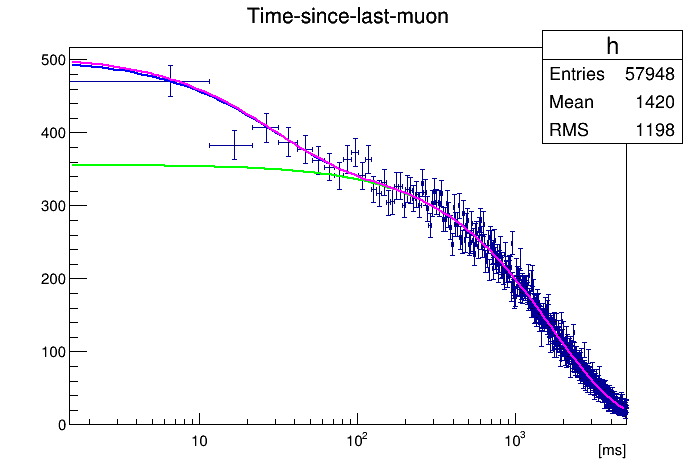 Time-since-last-muon
h
Entries 57948
Mean 1420
RMS 1198
500
400
300
200
100
0
10
10²
10³
[ms]